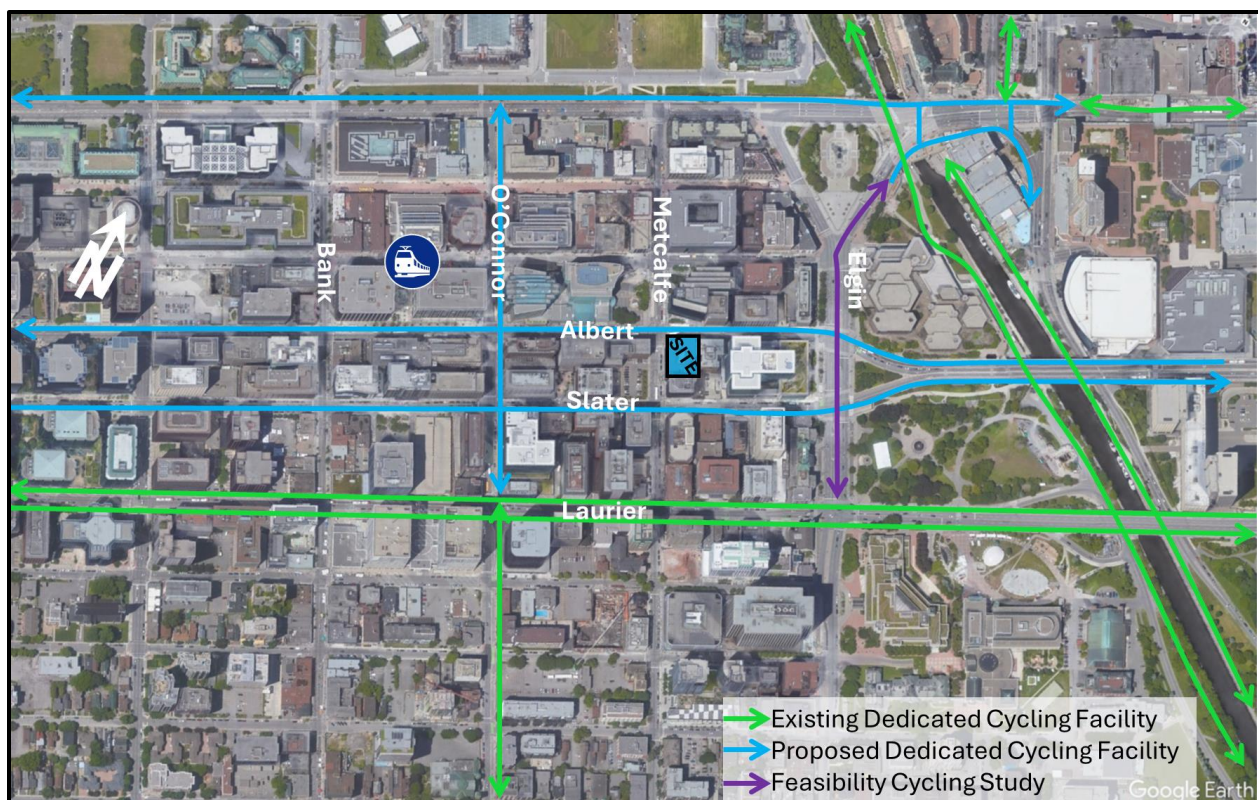 O'Connor
Metcalfe
Bank
Elgin
Albert
SITE
Slater
Laurier
N
Existing Dedicated Cycling Facility
Proposed Dedicated Cycling Facility
Feasibility Cycling Study
Google Earth